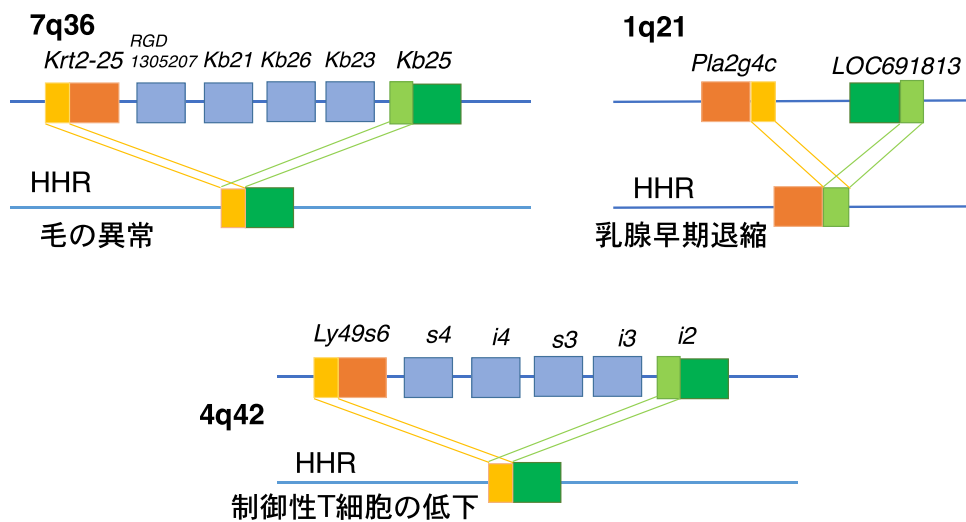 7q36
Krt2-25
RGD
1305207
Kb21
Kb26
Kb23
Kb25
HHR
毛の異常
1q21
Pla2g4c
LOC691813
HHR
乳腺早期退縮
Ly49s6
s4
i4
s3
i3
i2
4q42
HHR
制御性T細胞の低下